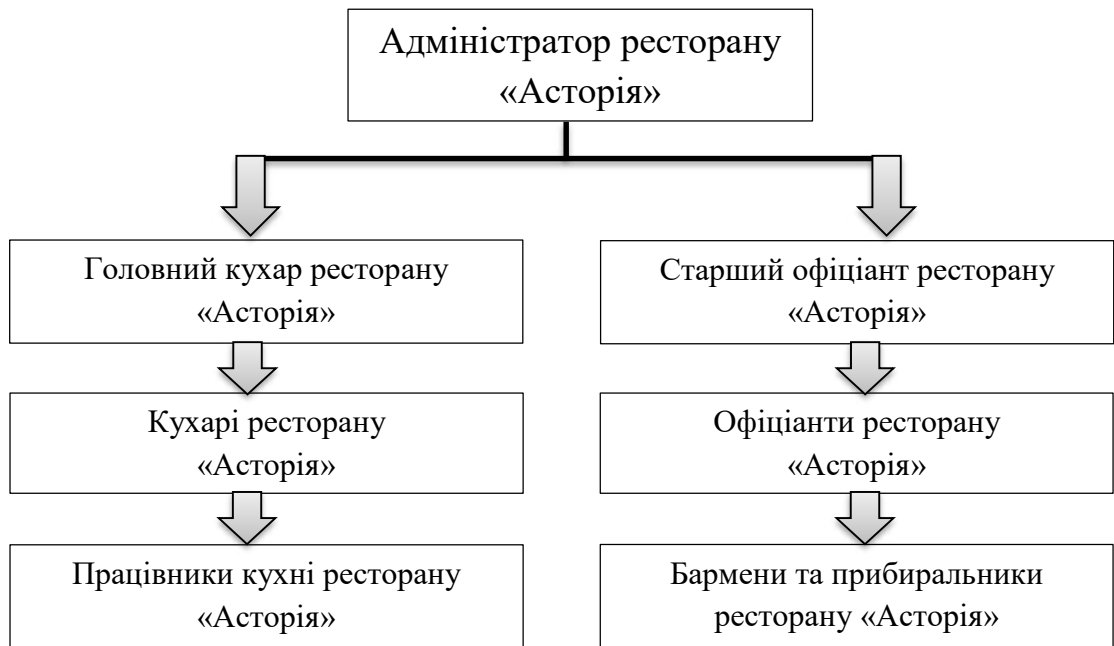 Адміністратор ресторану
«Асторія»
Головний кухар ресторану
«Асторія»
Старший офіціант ресторану
«Асторія»
Кухарі ресторану
«Асторія»
Офіціанти ресторану
«Асторія»
Працівники кухні ресторану
«Асторія»
Бармени та прибиральники
ресторану «Асторія»